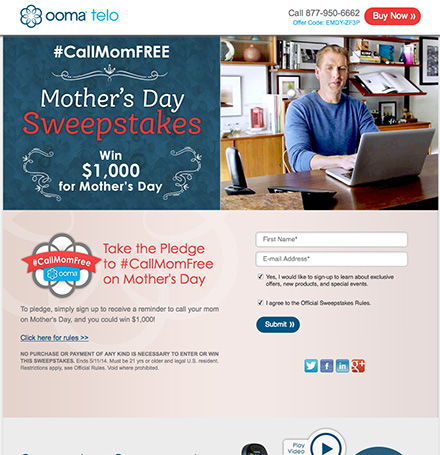 ooma® telo
Call 877-950-6662
Offer Code: EMDY-ZF3P
Buy Now »
#CallMomFREE
Mother's Day
Sweepstakes
Win
$1,000
for Mother's Day
#CallMomFree
ooma
Take the Pledge
to #CallMomFree
on Mother's Day
To pledge, simply sign up to receive a reminder to call your mom
on Mother's Day, and you could win $1,000!
Click here for rules >>
NO PURCHASE OR PAYMENT OF ANY KIND IS NECESSARY TO ENTER OR WIN
THIS SWEEPSTAKES. Ends 5/11/14. Must be 21 yrs or older and legal U.S. resident.
Restrictions apply, see Official Rules. Void where prohibited.
First Name*
E-mail Address*
Yes, I would like to sign-up to learn about exclusive
offers, new products, and special events.
I agree to the Official Sweepstakes Rules.
Submit »
Play
Video